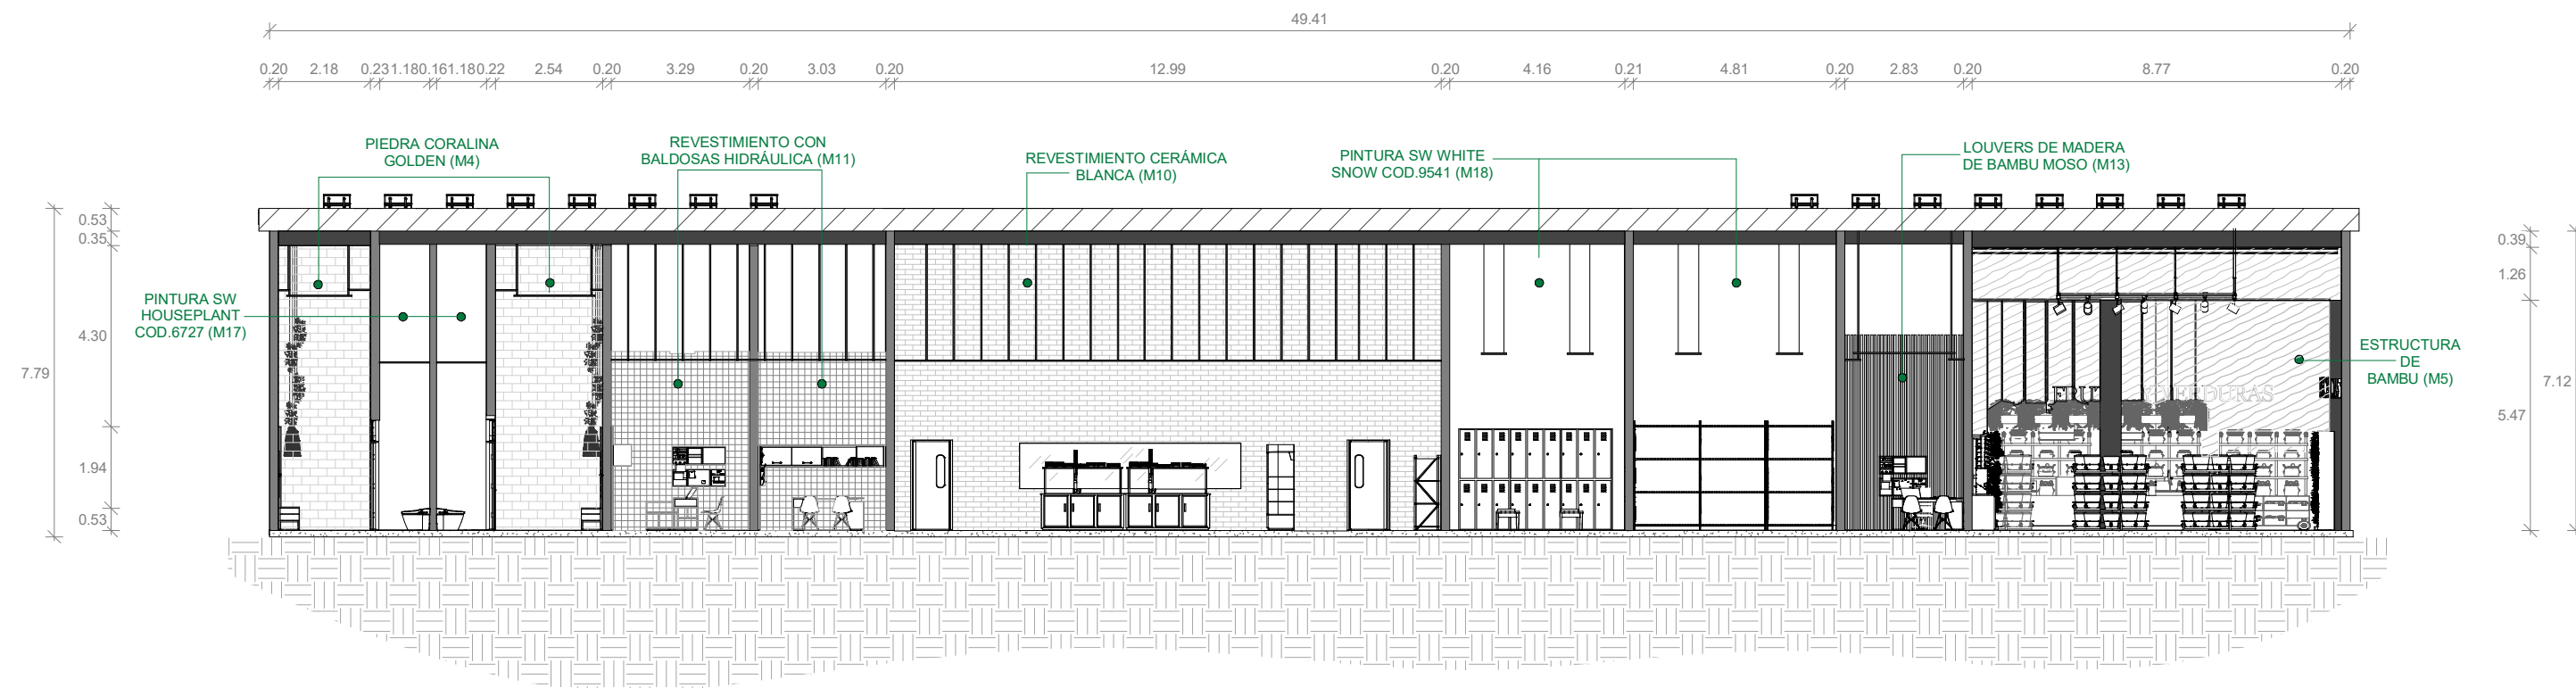 49.41
0.20 2.18 0.23 1.18 0.16 1.18 0.22 2.54 0.20 3.29 0.20 3.03 0.20 12.99 0.20 4.16 0.21 4.81 0.20 2.83 0.20 8.77 0.20
PIEDRA CORALINA
GOLDEN (M4)
REVESTIMIENTO CON
BALDOSAS HIDRÁULICA (M11)
REVESTIMIENTO CERÁMICA
BLANCA (M10)
PINTURA SW WHITE
SNOW COD.9541 (M18)
LOUVERS DE MADERA
DE BAMBU MOSO (M13)
0.53
0.35
4.30
1.94
0.53
7.79
PINTURA SW
HOUSEPLANT
COD.6727 (M17)
0.39
1.26
5.47
7.12
ESTRUCTURA
DE
BAMBU (M5)